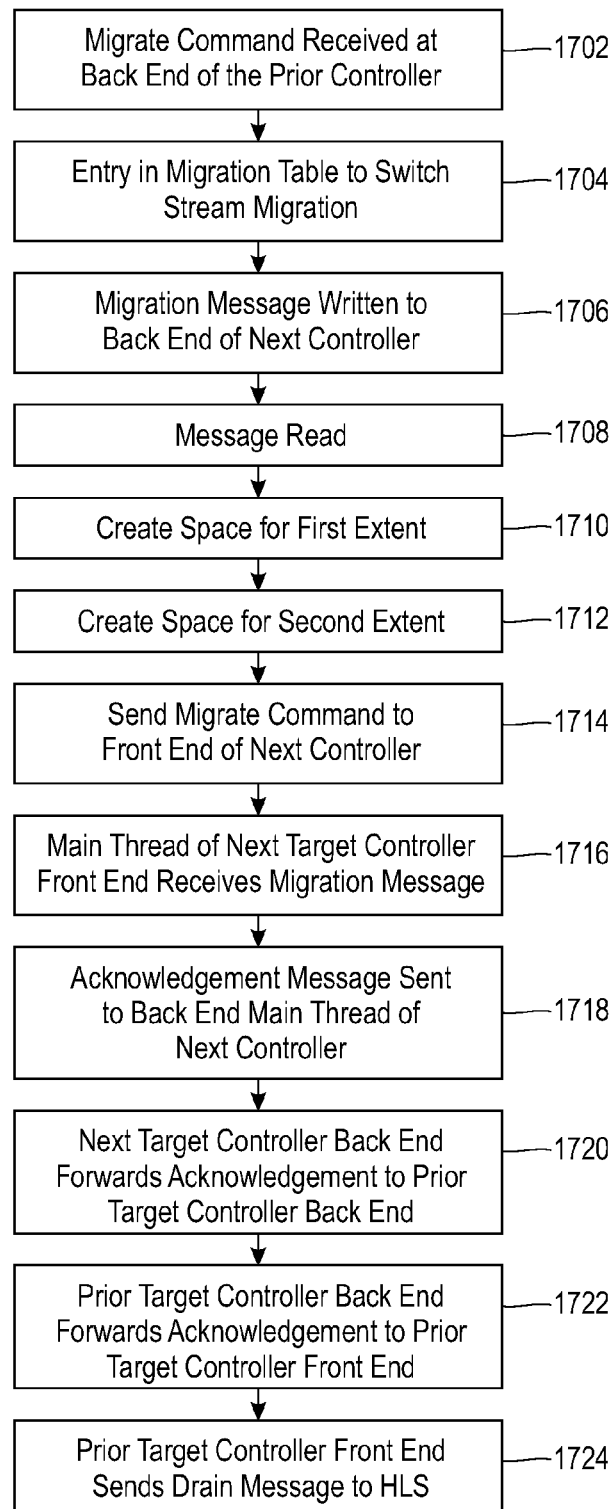 Migrate Command Received at
Back End of the Prior Controller
1702
Entry in Migration Table to Switch
Stream Migration
1704
Migration Message Written to
Back End of Next Controller
1706
Message Read
1708
Create Space for First Extent
1710
Create Space for Second Extent
1712
Send Migrate Command to
Front End of Next Controller
1714
Main Thread of Next Target Controller
Front End Receives Migration Message
1716
Acknowledgement Message Sent
to Back End Main Thread of
Next Controller
1718
Next Target Controller Back End
Forwards Acknowledgement to Prior
Target Controller Back End
1720
Prior Target Controller Back End
Forwards Acknowledgement to Prior
Target Controller Front End
1722
Prior Target Controller Front End
Sends Drain Message to HLS
1724